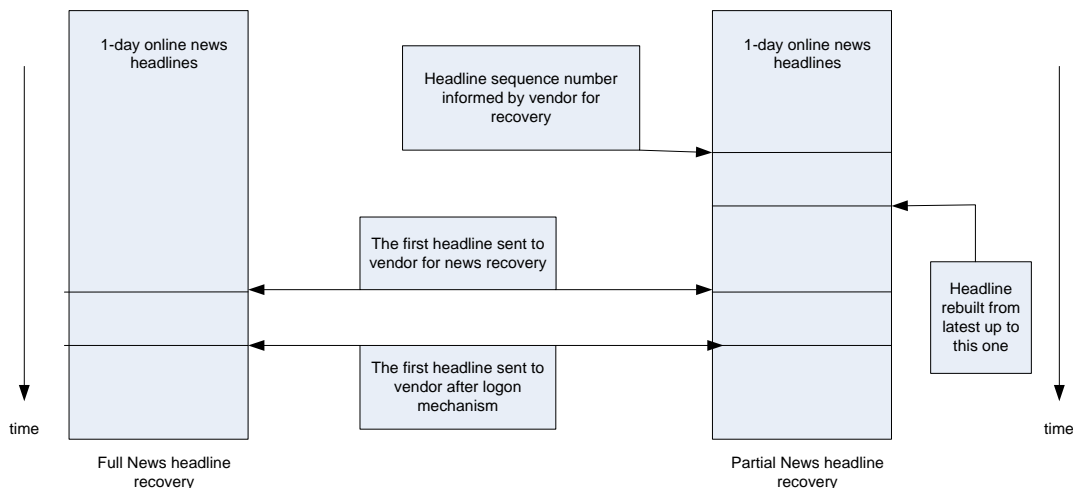 1-day online news
headlines
1-day online news
headlines
Headline sequence number
informed by vendor for
recovery
The first headline sent to
vendor for news recovery
Headline
rebuilt from
latest up to
this one
The first headline sent to
vendor after logon
mechanism
time
time
Full News headline
recovery
Partial News headline
recovery